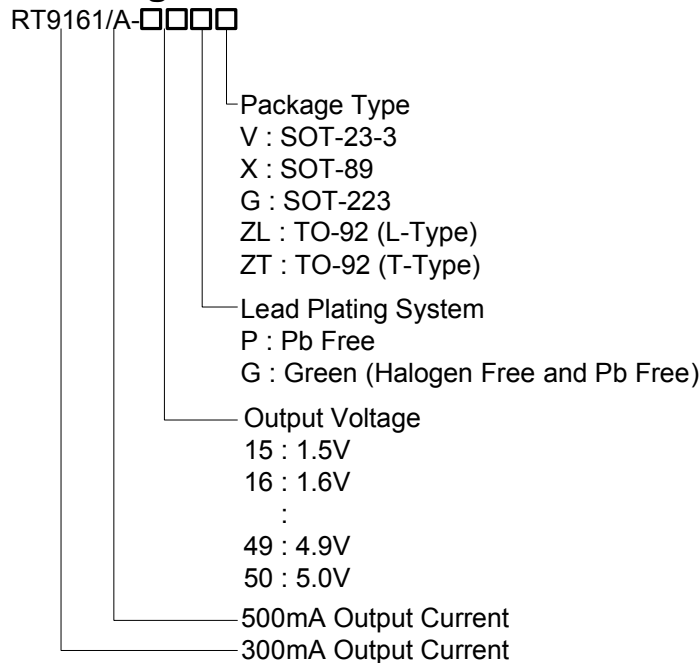 RT9161/A-□□□□
Package Type
V : SOT-23-3
X : SOT-89
G : SOT-223
ZL : TO-92 (L-Type)
ZT : TO-92 (T-Type)
Lead Plating System
P : Pb Free
G : Green (Halogen Free and Pb Free)
Output Voltage
15 : 1.5V
16 : 1.6V
:
49 : 4.9V
50 : 5.0V
500mA Output Current
300mA Output Current